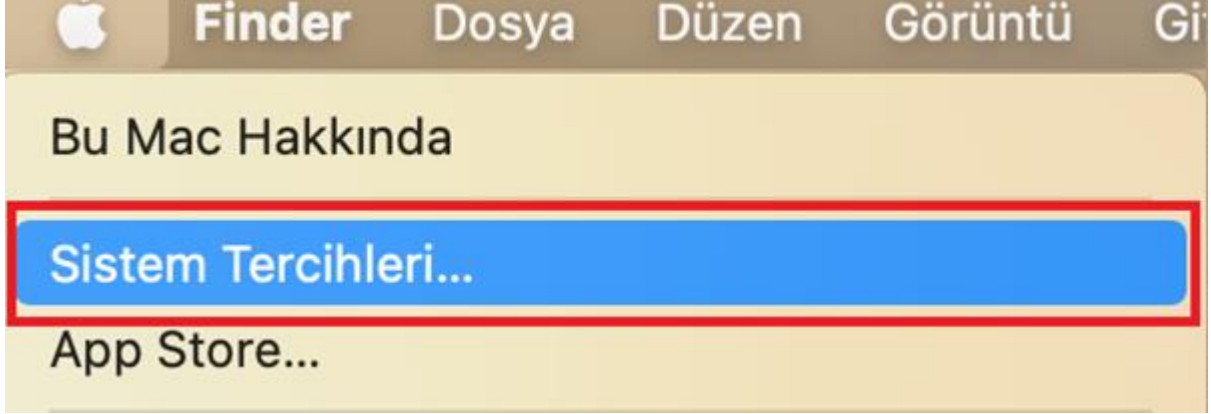 Finder Dosya Düzen Görüntü
Bu Mac Hakkında
Sistem Tercihleri...
App Store...